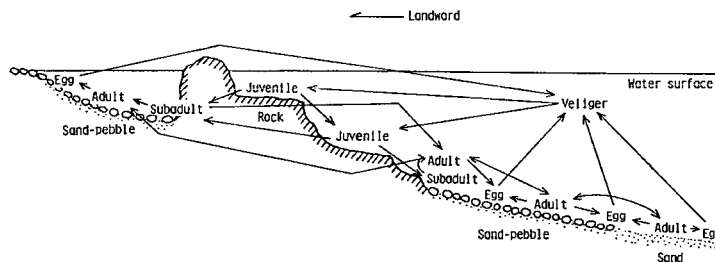 Landward
Water surface
Egg
Adult
Subadult
Sand-pebble
Juvenile
Rock
Juvenile
Veliger
Adult
Subadult
Egg
Adult
Egg
Adult
Sand-pebble
Sand